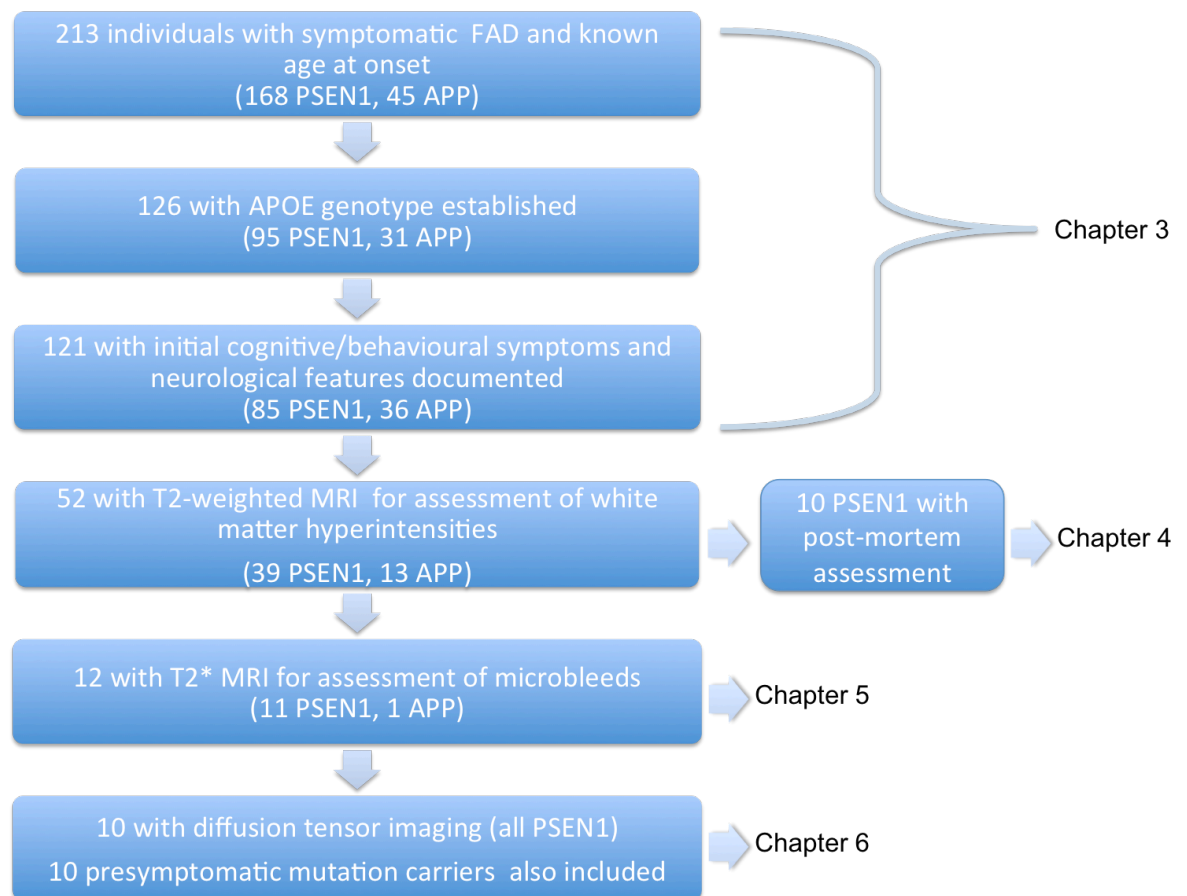 213 individuals with symptomatic FAD and known
age at onset
(168 PSEN1, 45 APP)
126 with APOE genotype established
(95 PSEN1, 31 APP)
Chapter 3
121 with initial cognitive/behavioural symptoms and
neurological features documented
(85 PSEN1, 36 APP)
52 with T2-weighted MRI for assessment of white
matter hyperintensities
(39 PSEN1, 13 APP)
10 PSEN1 with
post-mortem
assessment
Chapter 4
12 with T2* MRI for assessment of microbleeds
(11 PSEN1, 1 APP)
Chapter 5
10 with diffusion tensor imaging (all PSEN1)
10 presymptomatic mutation carriers also included
Chapter 6